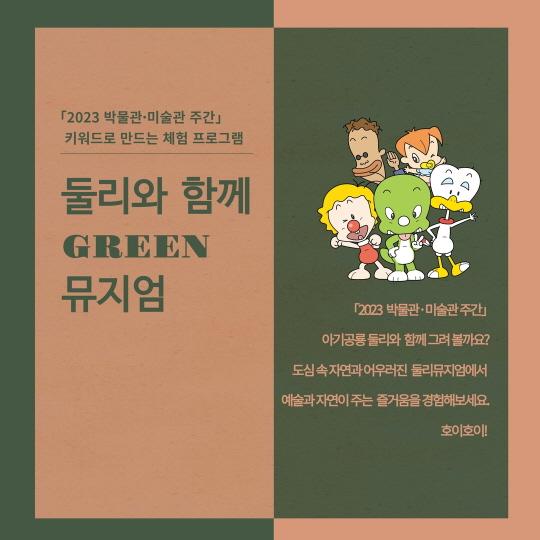 「2023 박물관·미술관 주간」
키워드로 만드는 체험 프로그램
둘리와 함께
GREEN
뮤지엄
「2023 박물관·미술관 주간」
아기공룡 둘리와 함께 그려 볼까요?
도심 속 자연과 어우러진 둘리뮤지엄에서
예술과 자연이 주는 즐거움을 경험해보세요.
호이호이!